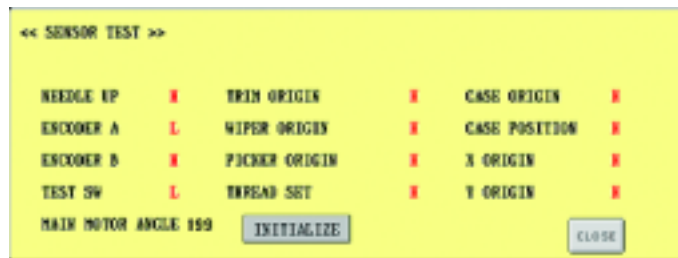 << SENSOR TEST >>
NEEDLE UP H TRIM ORIGIN H CASE ORIGIN H
ENCODER A L WIPER ORIGIN H CASE POSITION H
ENCODER B H PICKER ORIGIN H X ORIGIN H
TEST SW L THREAD SET H Y ORIGIN H
MAIN MOTOR ANGLE 199 INITIALIZE CLOSE